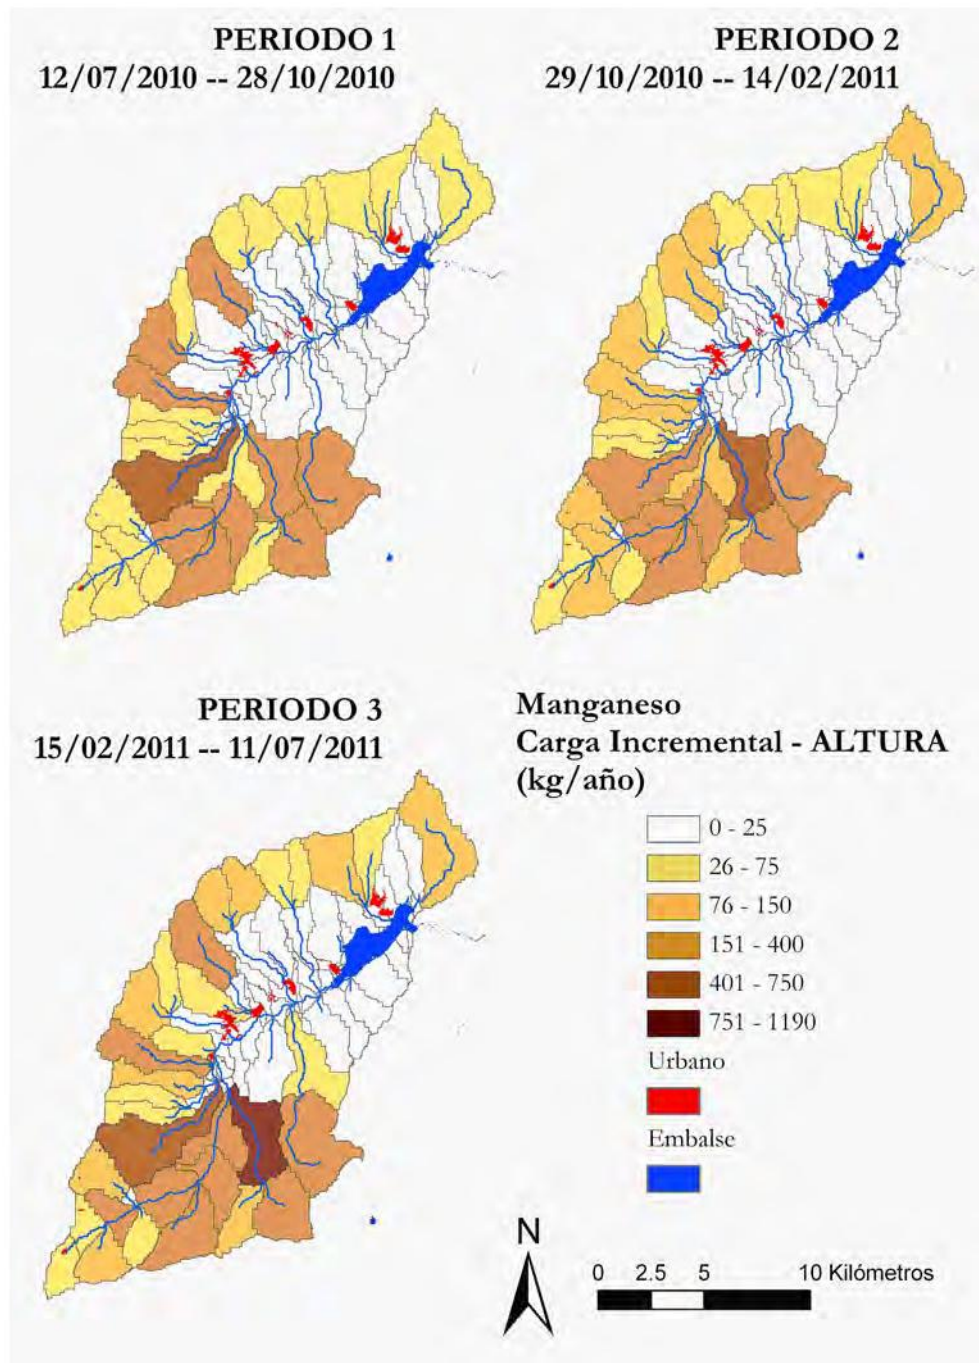 PERIODO 1
12/07/2010 -- 28/10/2010
PERIODO 2
29/10/2010 -- 14/02/2011
PERIODO 3
15/02/2011 -- 11/07/2011
Manganeso
Carga Incremental - ALTURA
(kg/año)
0 - 25
26 - 75
76 - 150
151 - 400
401 - 750
751 - 1190
Urbano
Embalse
N
0 2.5 5 10 Kilómetros